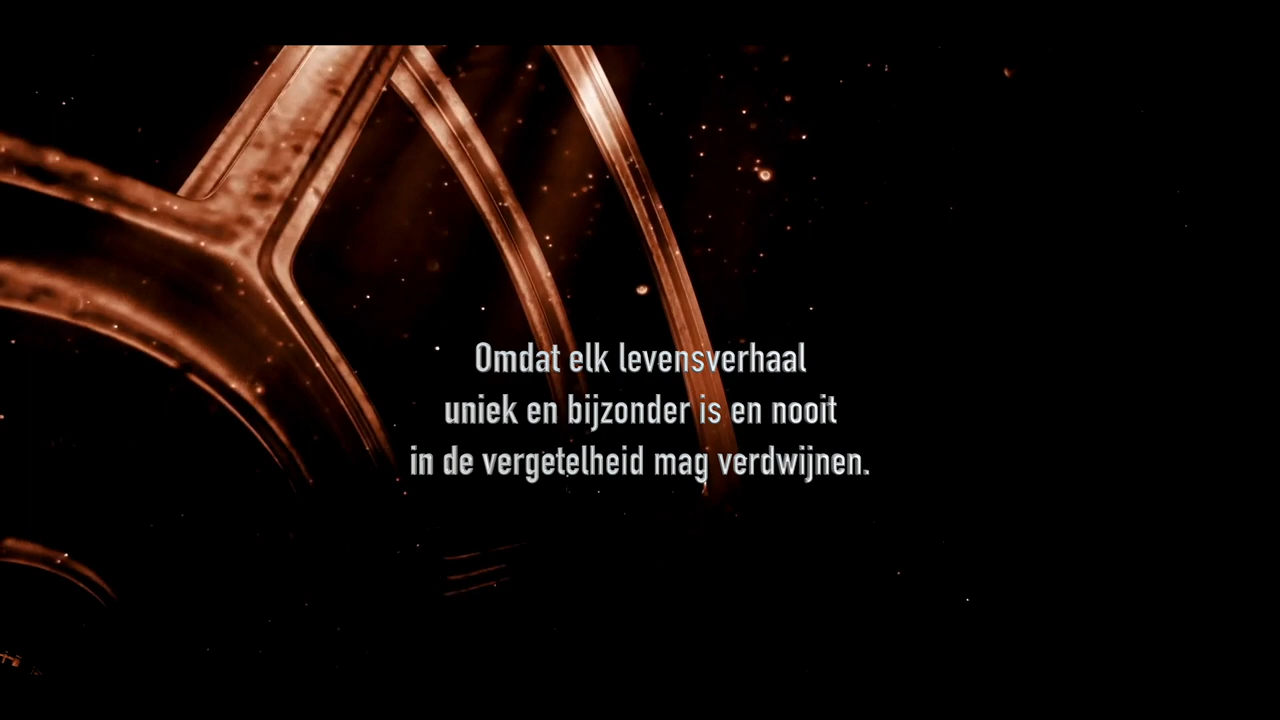 Omdat elk levensverhaal
uniek en bijzonder is en nooit
in de vergetelheid mag verdwijnen.